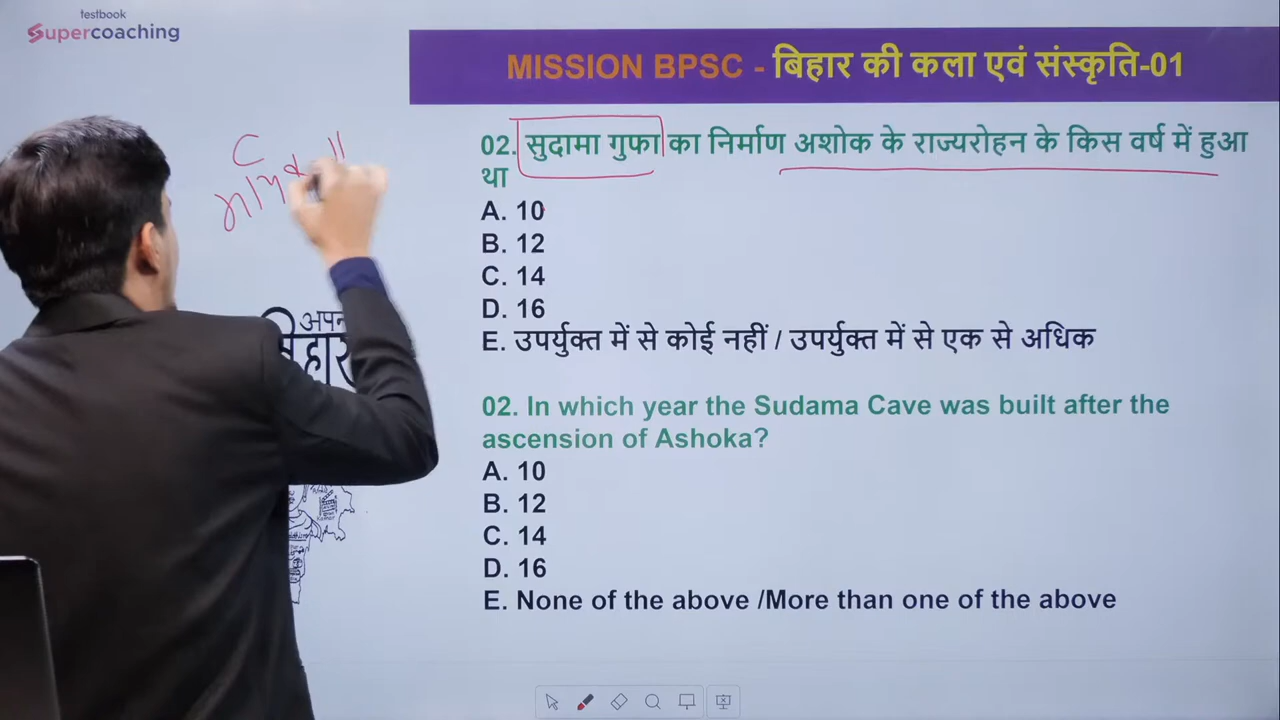 testbook
Supercoaching
MISSION BPSC - बिहार की कला एवं संस्कृति-01
02. सुदामा गुफा का निर्माण अशोक के राज्यरोहन के किस वर्ष में हुआ
था
A. 10
B. 12
C. 14
D. 16
E. उपर्युक्त में से कोई नहीं / उपर्युक्त में से एक से अधिक
02. In which year the Sudama Cave was built after the
ascension of Ashoka?
A. 10
B. 12
C. 14
D. 16
E. None of the above /More than one of the above